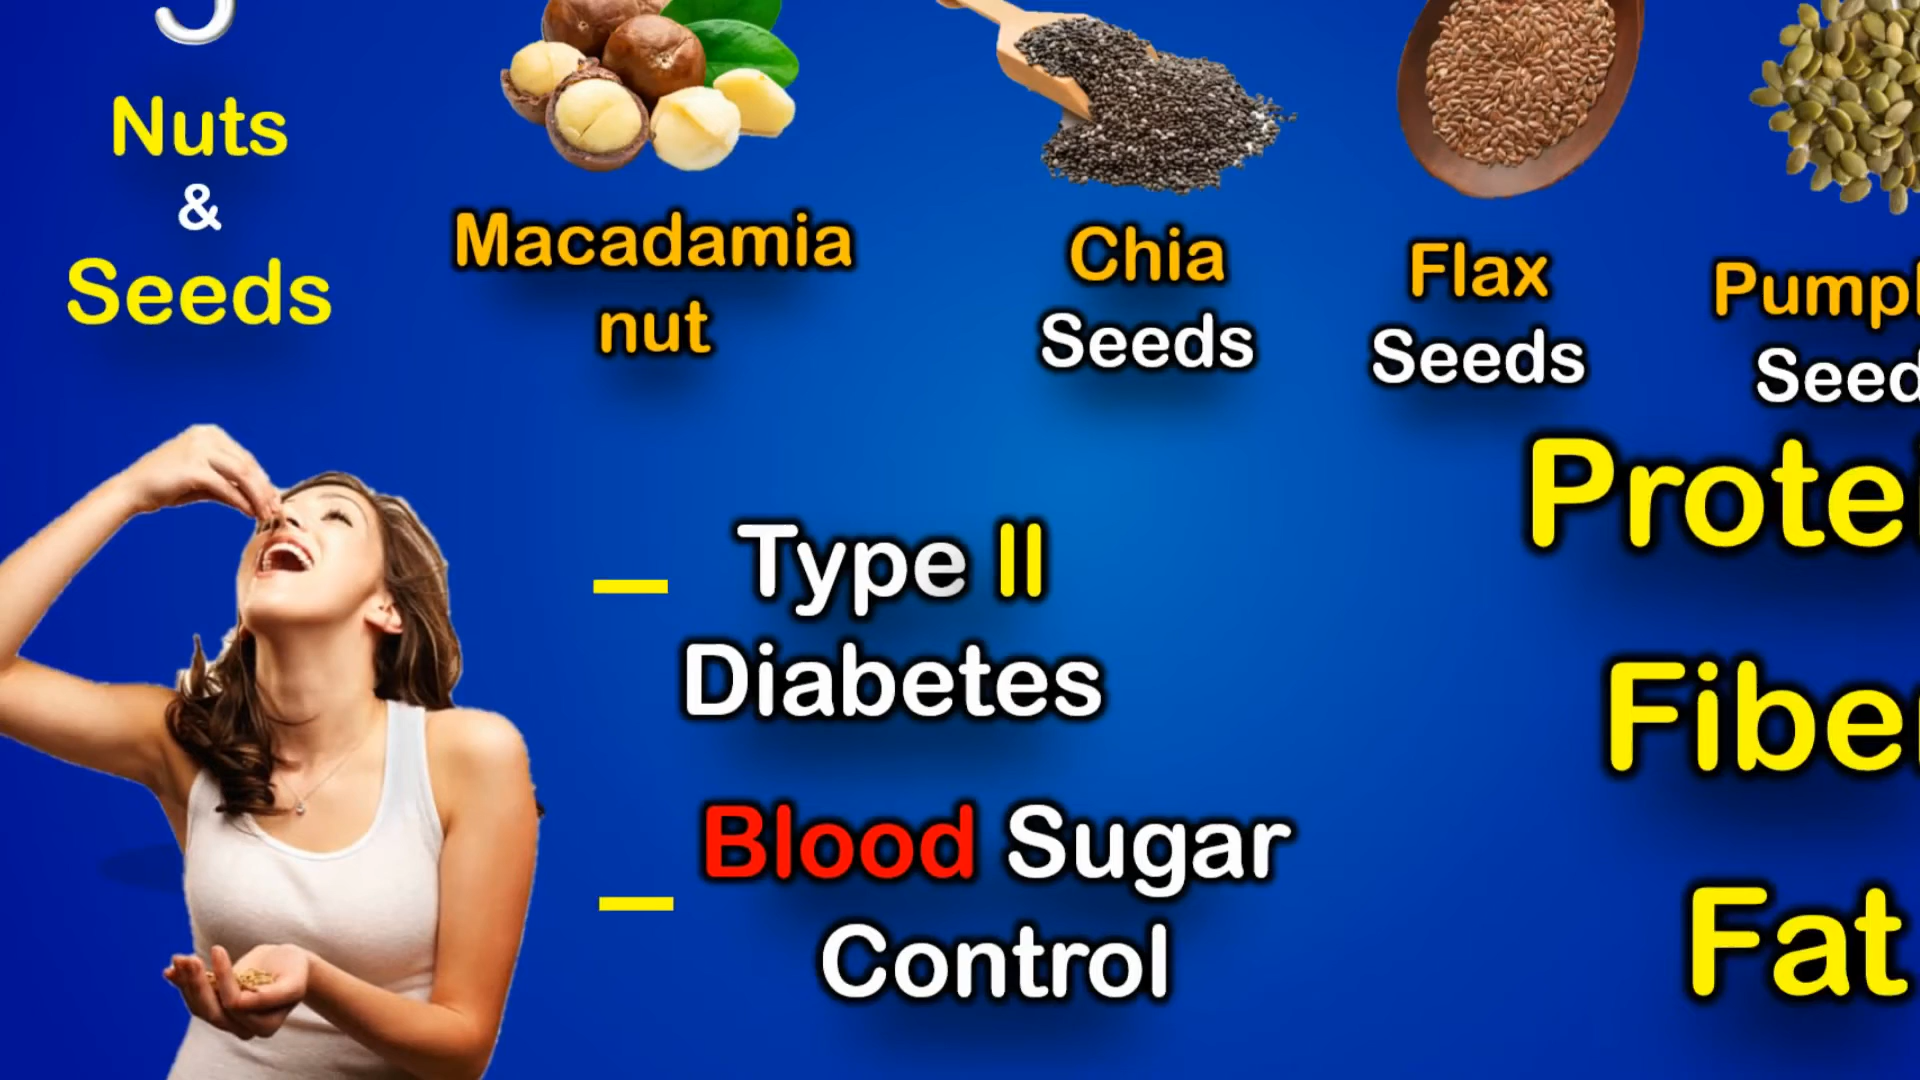 Nuts
&
Seeds
Macadamia
nut
Chia
Seeds
Flax
Seeds
Type II
Diabetes
Blood Sugar
Control
Fat